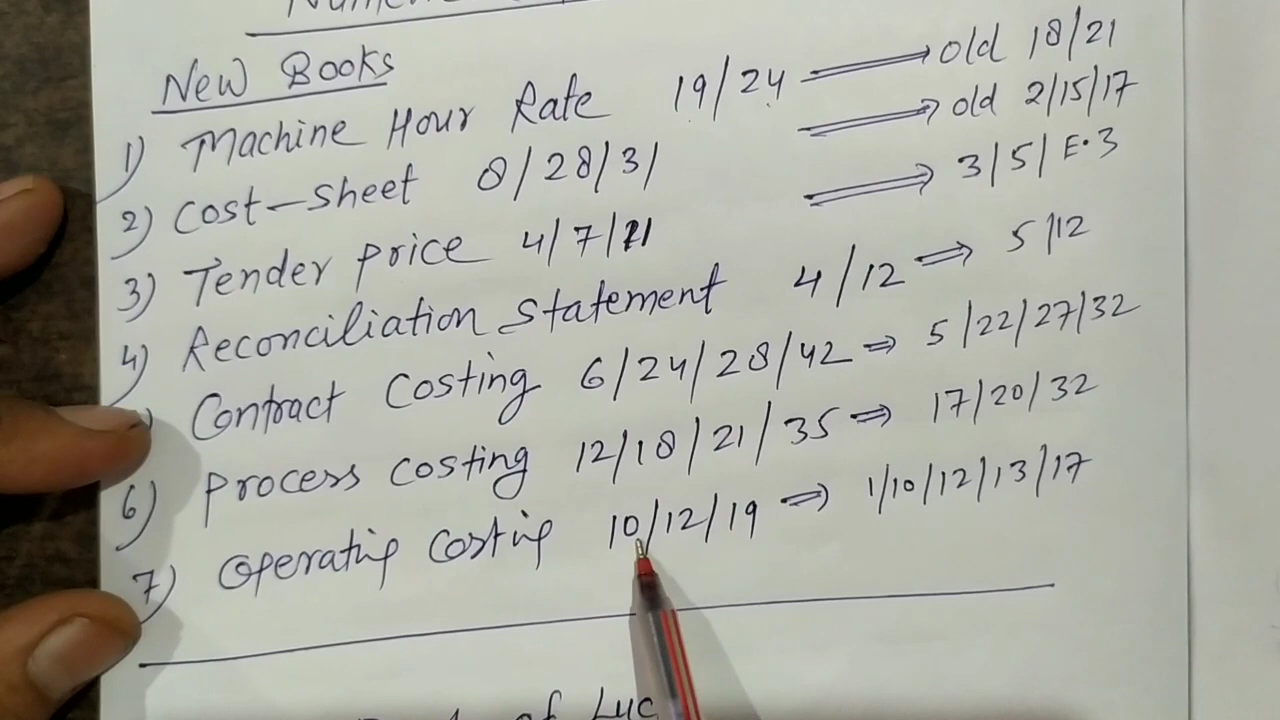 New Books
1) Machine Hour Rate 19/24 ⟶ old 18/21
2) Cost-Sheet 8/28/31 ⟹ old 2/15/17
3) Tender price 4/7/11 ⟹ 3/5/E.3
4) Reconciliation Statement 4/12 ⟹ 5/12
) Contract Costing 6/24/28/42 ⇒ 5/22/27/32
6) Process costing 12/18/21/35 ⇒ 17/20/32
7) Operating Costing 10/12/19 ⇒ 1/10/12/13/17
of Luc